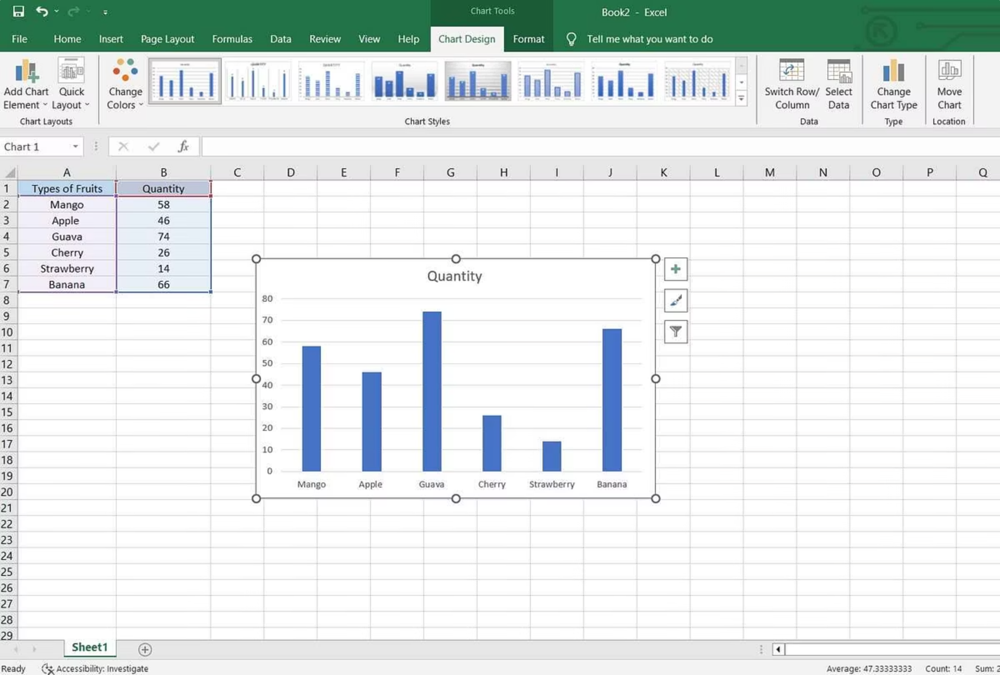 Chart Tools
Book2 - Excel
File Home Insert Page Layout Formulas Data Review View Help Chart Design Format Tell me what you want to do
Add Chart Element
Quick Layout
Change Colors
Switch Row/ Column
Select Data
Change Chart Type
Move Chart
Chart Layouts
Chart Styles
Data
Type
Location
Chart 1
fx
A B C D E F G H I J K L M N O P Q
1 Types of Fruits Quantity
2 Mango 58
3 Apple 46
4 Guava 74
5 Cherry 26
6 Strawberry 14
7 Banana 66
8
9
10
11
12
13
14
15
16
17
18
19
20
21
22
23
24
25
26
27
28
29
Quantity
80
70
60
50
40
30
20
10
0
Mango Apple Guava Cherry Strawberry Banana
Sheet1
Ready Accessibility: Investigate Average: 47.33333333 Count: 14 Sum: 2